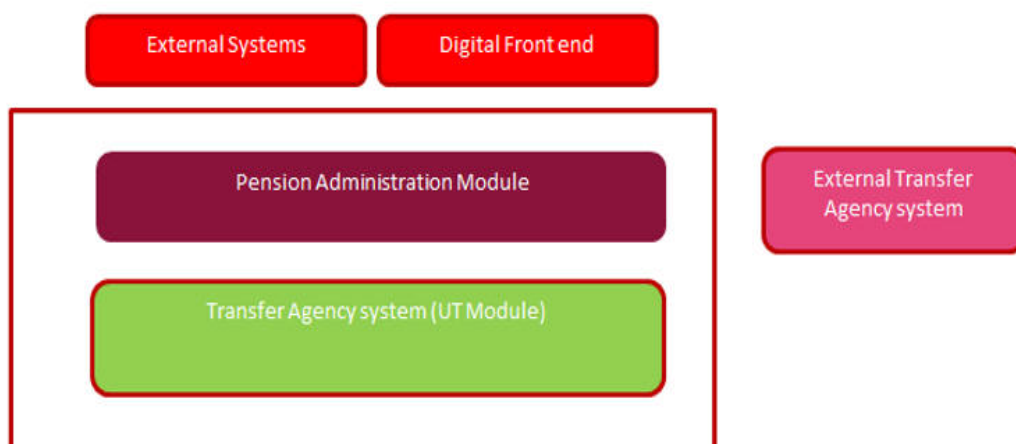 External Systems
Digital Front end
Pension Administration Module
External Transfer
Agency system
Transfer Agency system (UT Module)